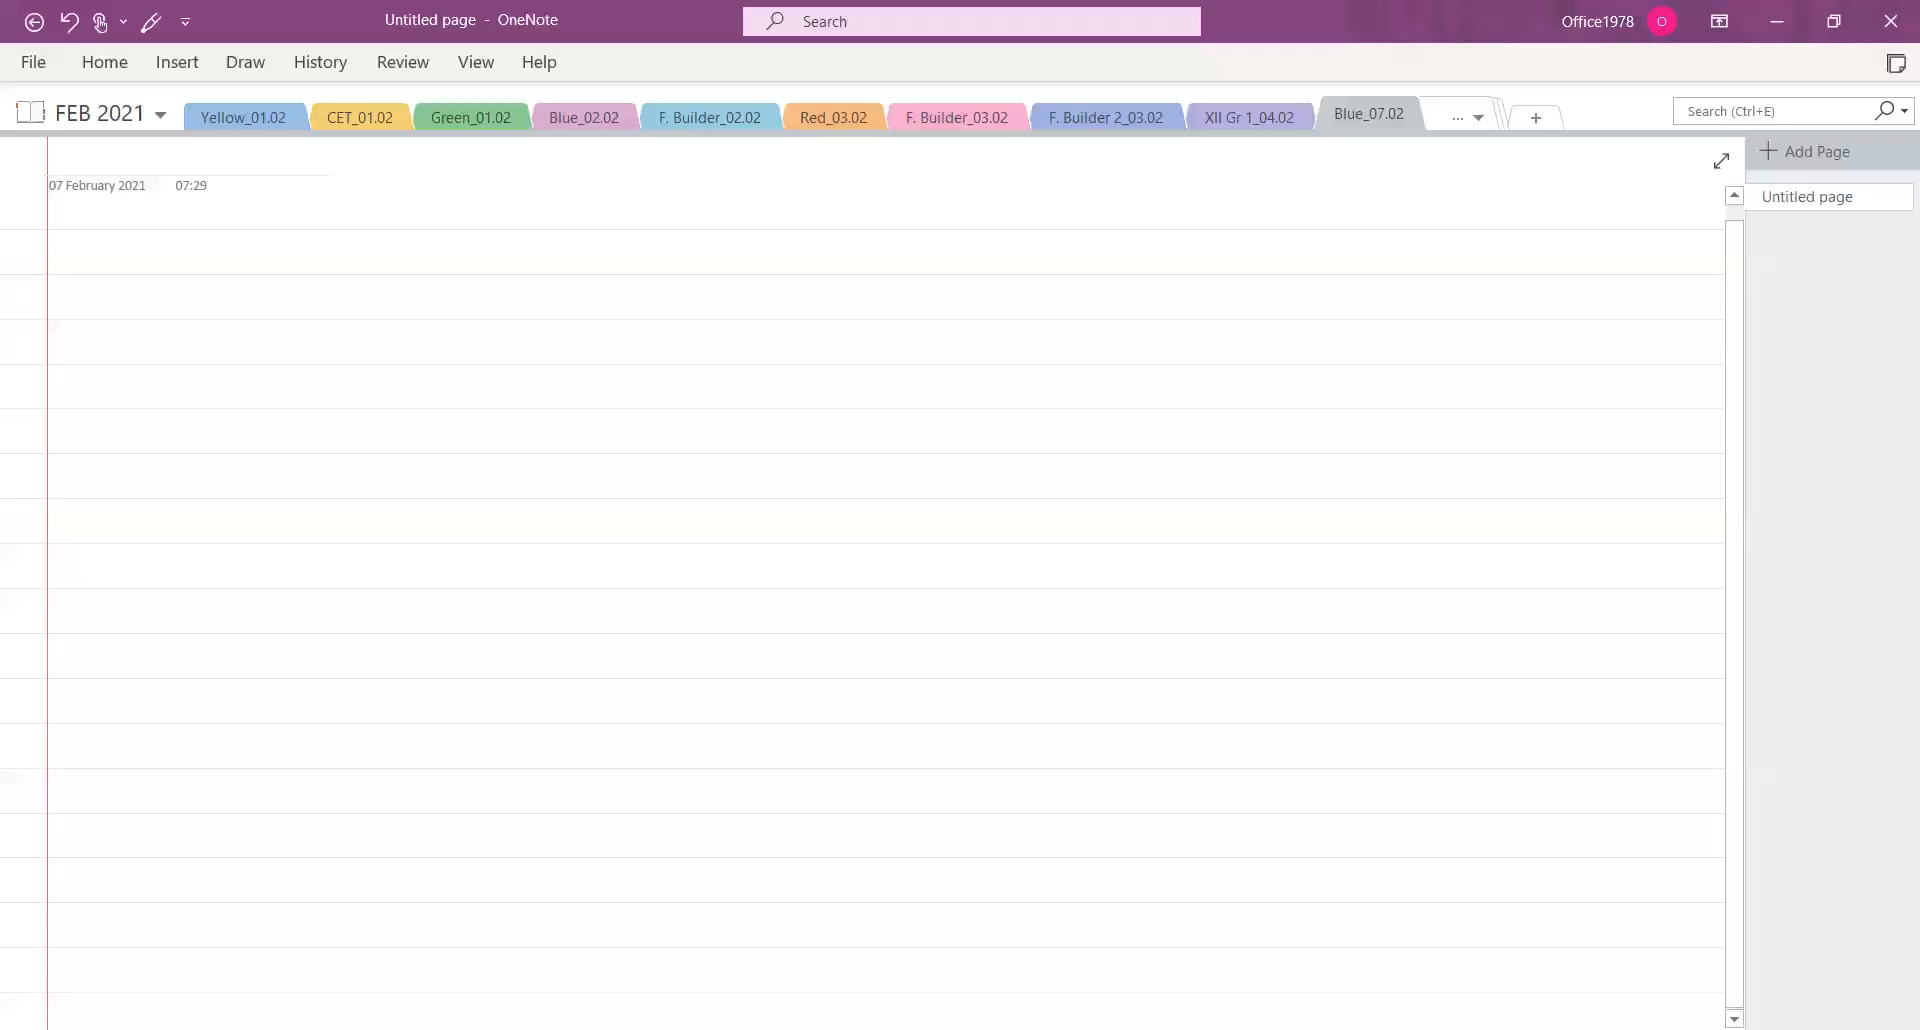 Untitled page - OneNote
Search
Office1978
O
File Home Insert Draw History Review View Help
FEB 2021
Yellow_01.02
CET_01.02
Green_01.02
Blue_02.02
F. Builder_02.02
Red_03.02
F. Builder_03.02
F. Builder 2_03.02
XII Gr 1_04.02
Blue_07.02
...
Search (Ctrl+E)
Add Page
Untitled page
07 February 2021 07:29